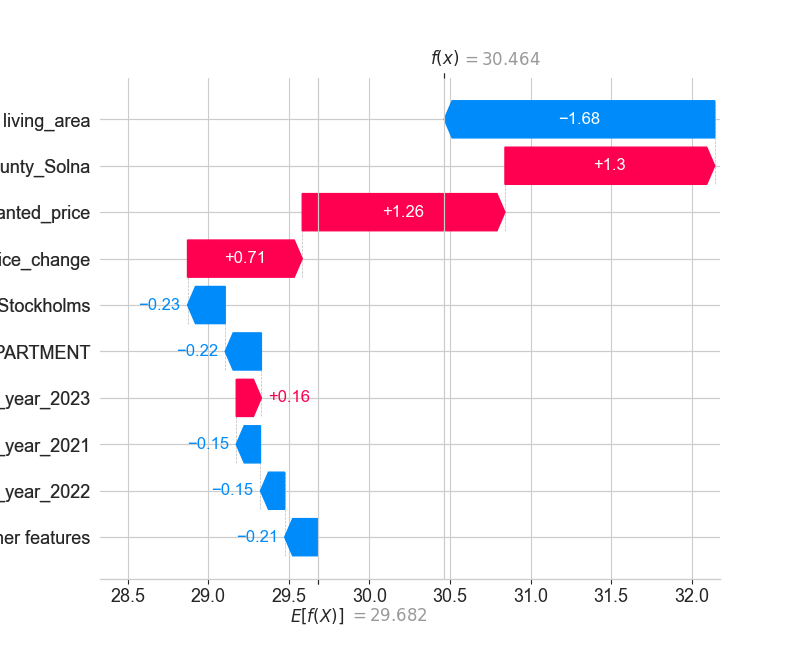 f(x) = 30.464
living_area −1.68
unty_Solna +1.3
anted_price +1.26
ice_change +0.71
Stockholms −0.23
PARTMENT −0.22
_year_2023 +0.16
_year_2021 −0.15
_year_2022 −0.15
her features −0.21
28.5 29.0 29.5 30.0 30.5 31.0 31.5 32.0
E[f(X)] = 29.682